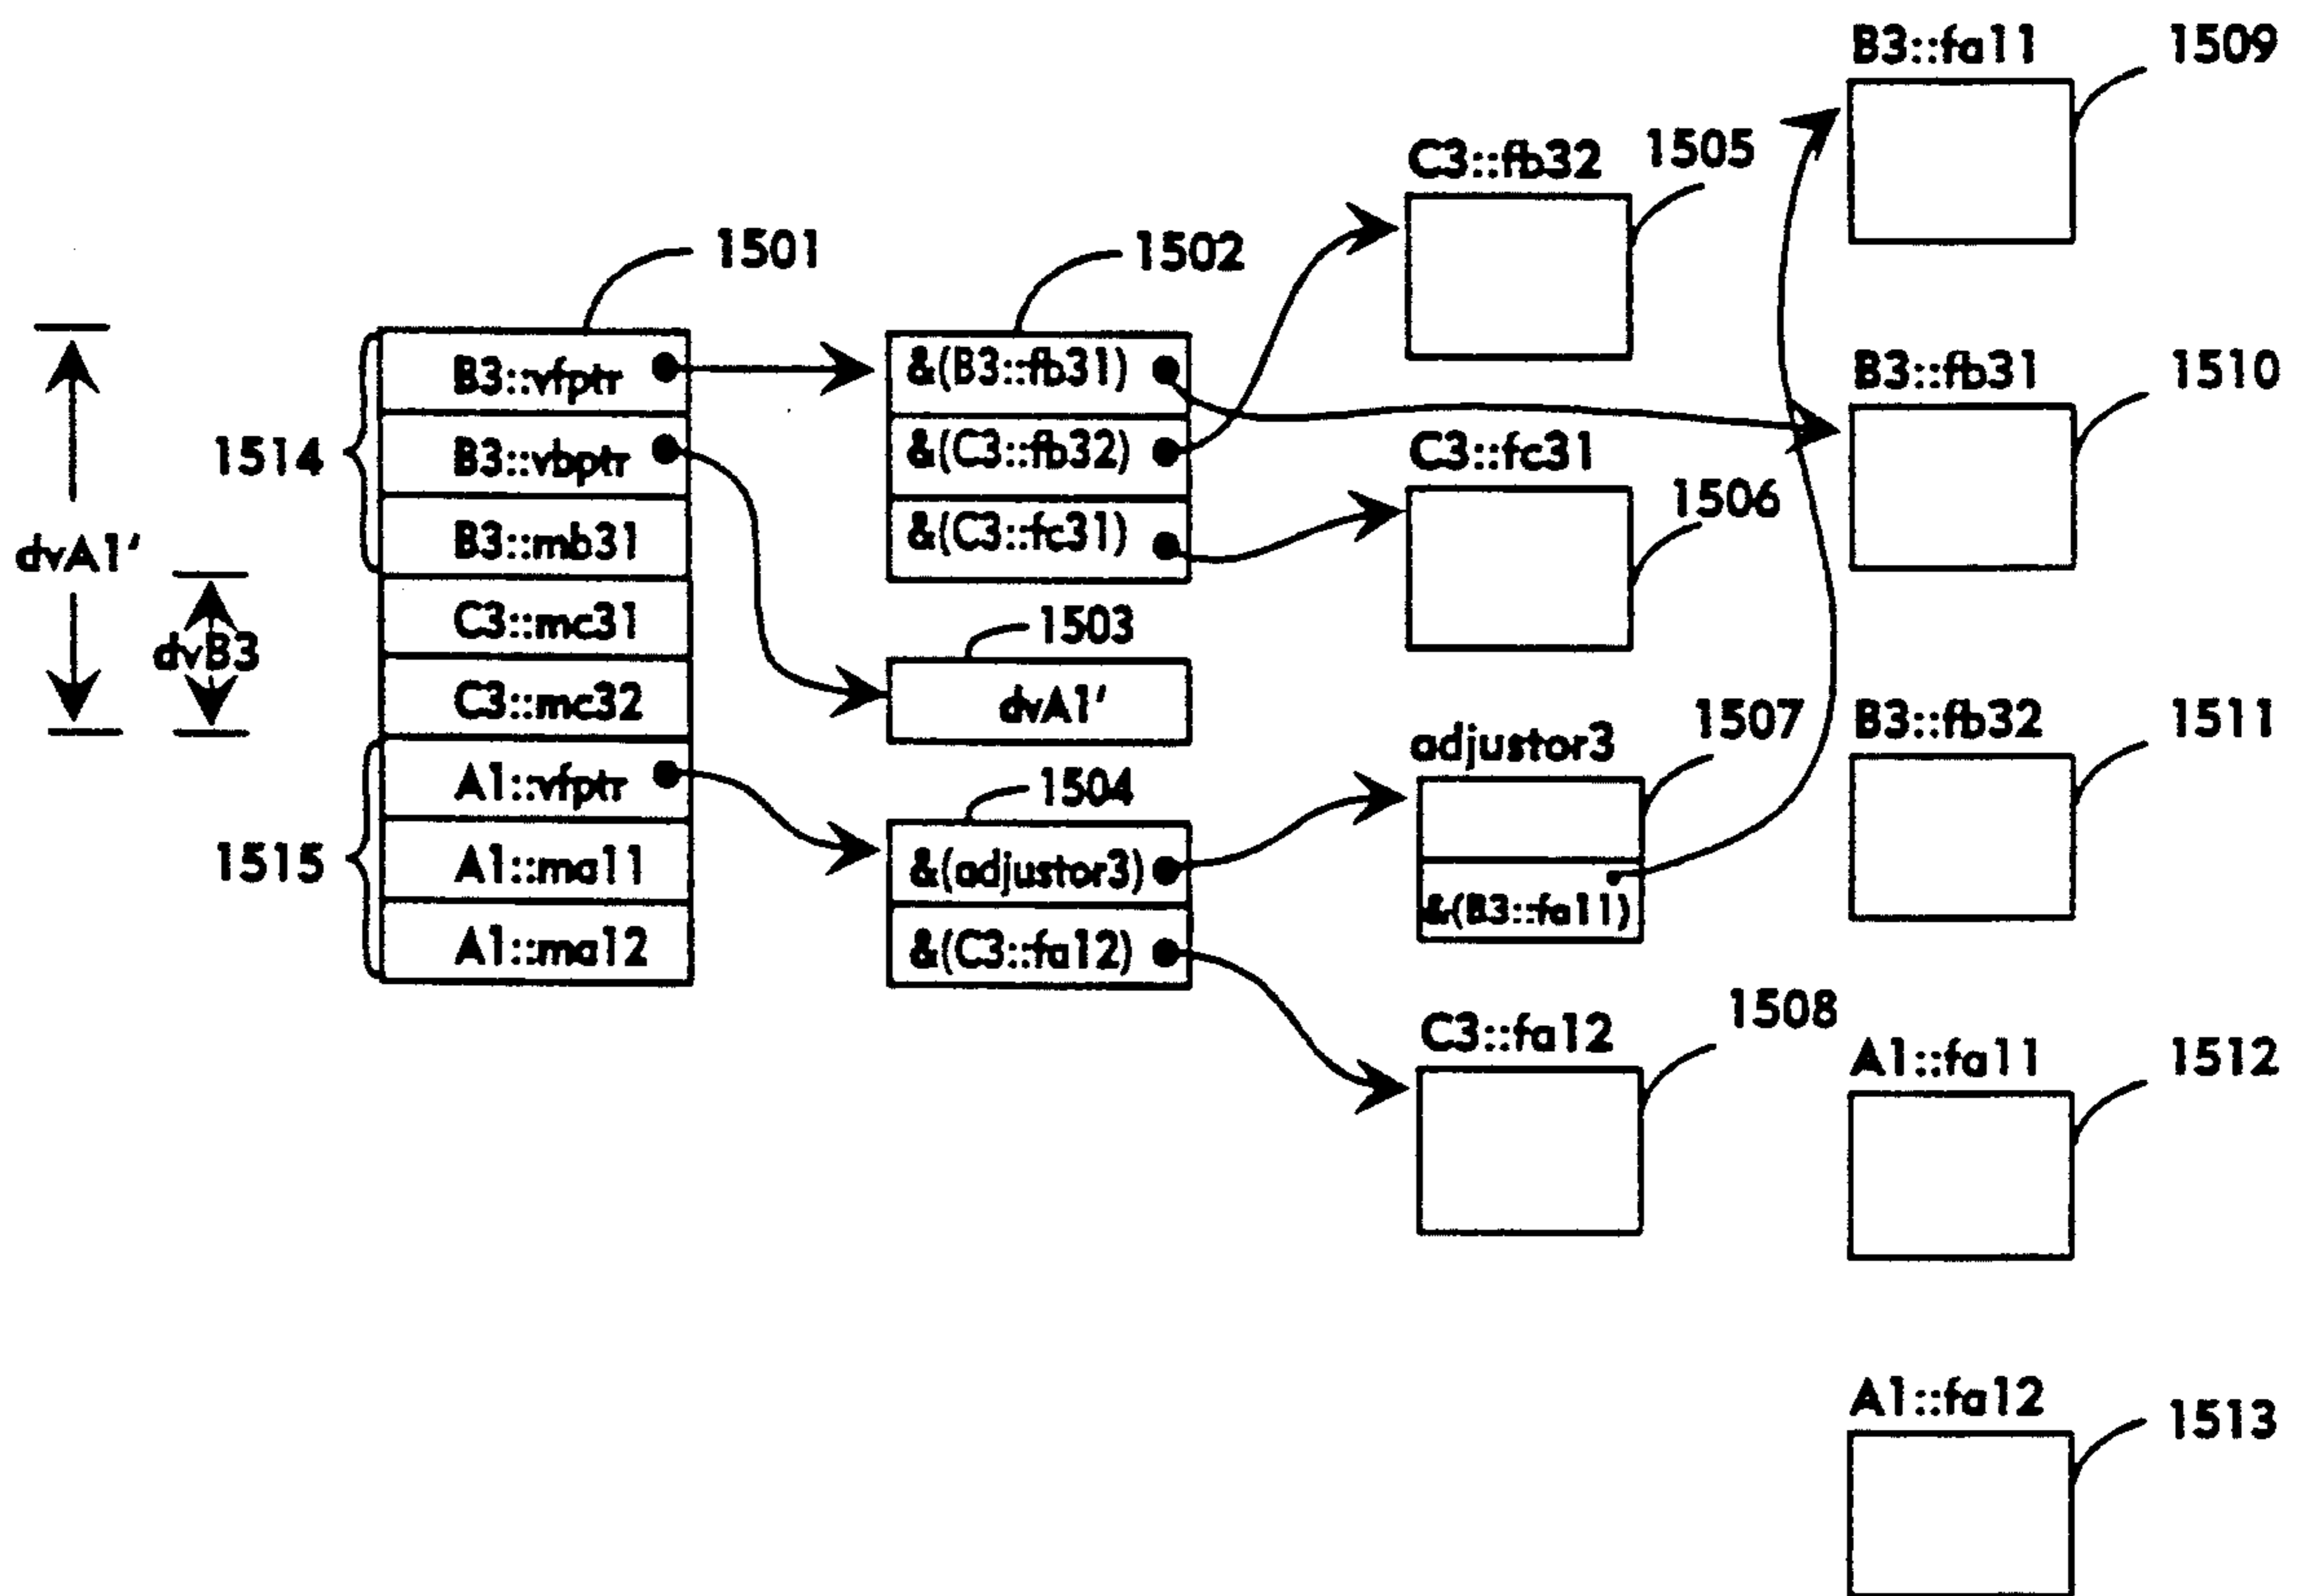 B3::fa11 1509
C3::fb32 1505
1501
1502
B3::vfptr
B3::vbptr
B3::mb31
C3::mc31
C3::mc32
A1::vfptr
A1::ma11
A1::ma12
1514
1515
dvA1'
dvB3
&(B3::fb31)
&(C3::fb32)
&(C3::fc31)
1503
dvA1'
1504
&(adjustor3)
&(C3::fa12)
C3::fc31
1506
adjustor3
1507
&(B3::fa11)
C3::fa12
1508
B3::fb31 1510
B3::fb32 1511
A1::fa11 1512
A1::fa12 1513